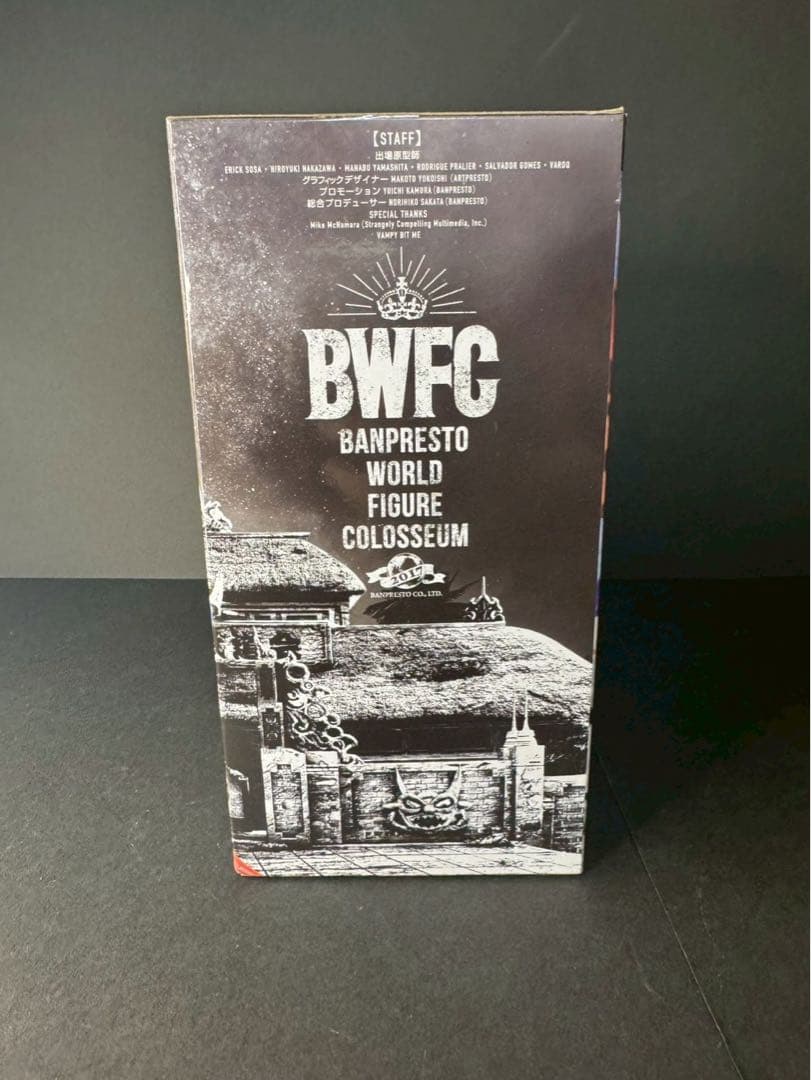 【STAFF】
出場原型師
ERICK SOSA・HIROYUKI NAKAZAWA・MANABU YAMASHITA・RODRIGUE PRALIER・SALVADOR GOMES・VAROQ
グラフィックデザイナー MAKOTO YOKOISHI (ARTPRESTO)
プロモーション YUICHI KAMURA (BANPRESTO)
総合プロデューサー NORIHIKO SAKATA (BANPRESTO)
SPECIAL THANKS
Mike McNamara (Strangely Compelling Multimedia, Inc.)
VAMPY BIT ME
BWFC
BANPRESTO
WORLD
FIGURE
COLOSSEUM
2017
BANPRESTO CO., LTD.